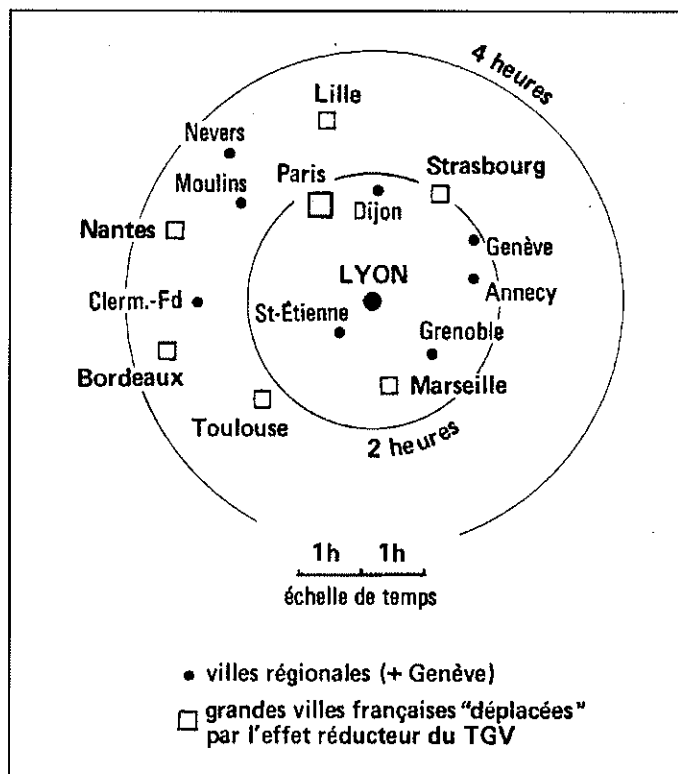 4 heures
Lille
Nevers
Paris
Strasbourg
Moulins
Dijon
Nantes
Genève
LYON
Annecy
Clerm.-Fd
St-Étienne
Grenoble
Bordeaux
Marseille
Toulouse
2 heures
1h 1h
échelle de temps
villes régionales (+ Genève)
grandes villes françaises "déplacées"
par l'effet réducteur du TGV